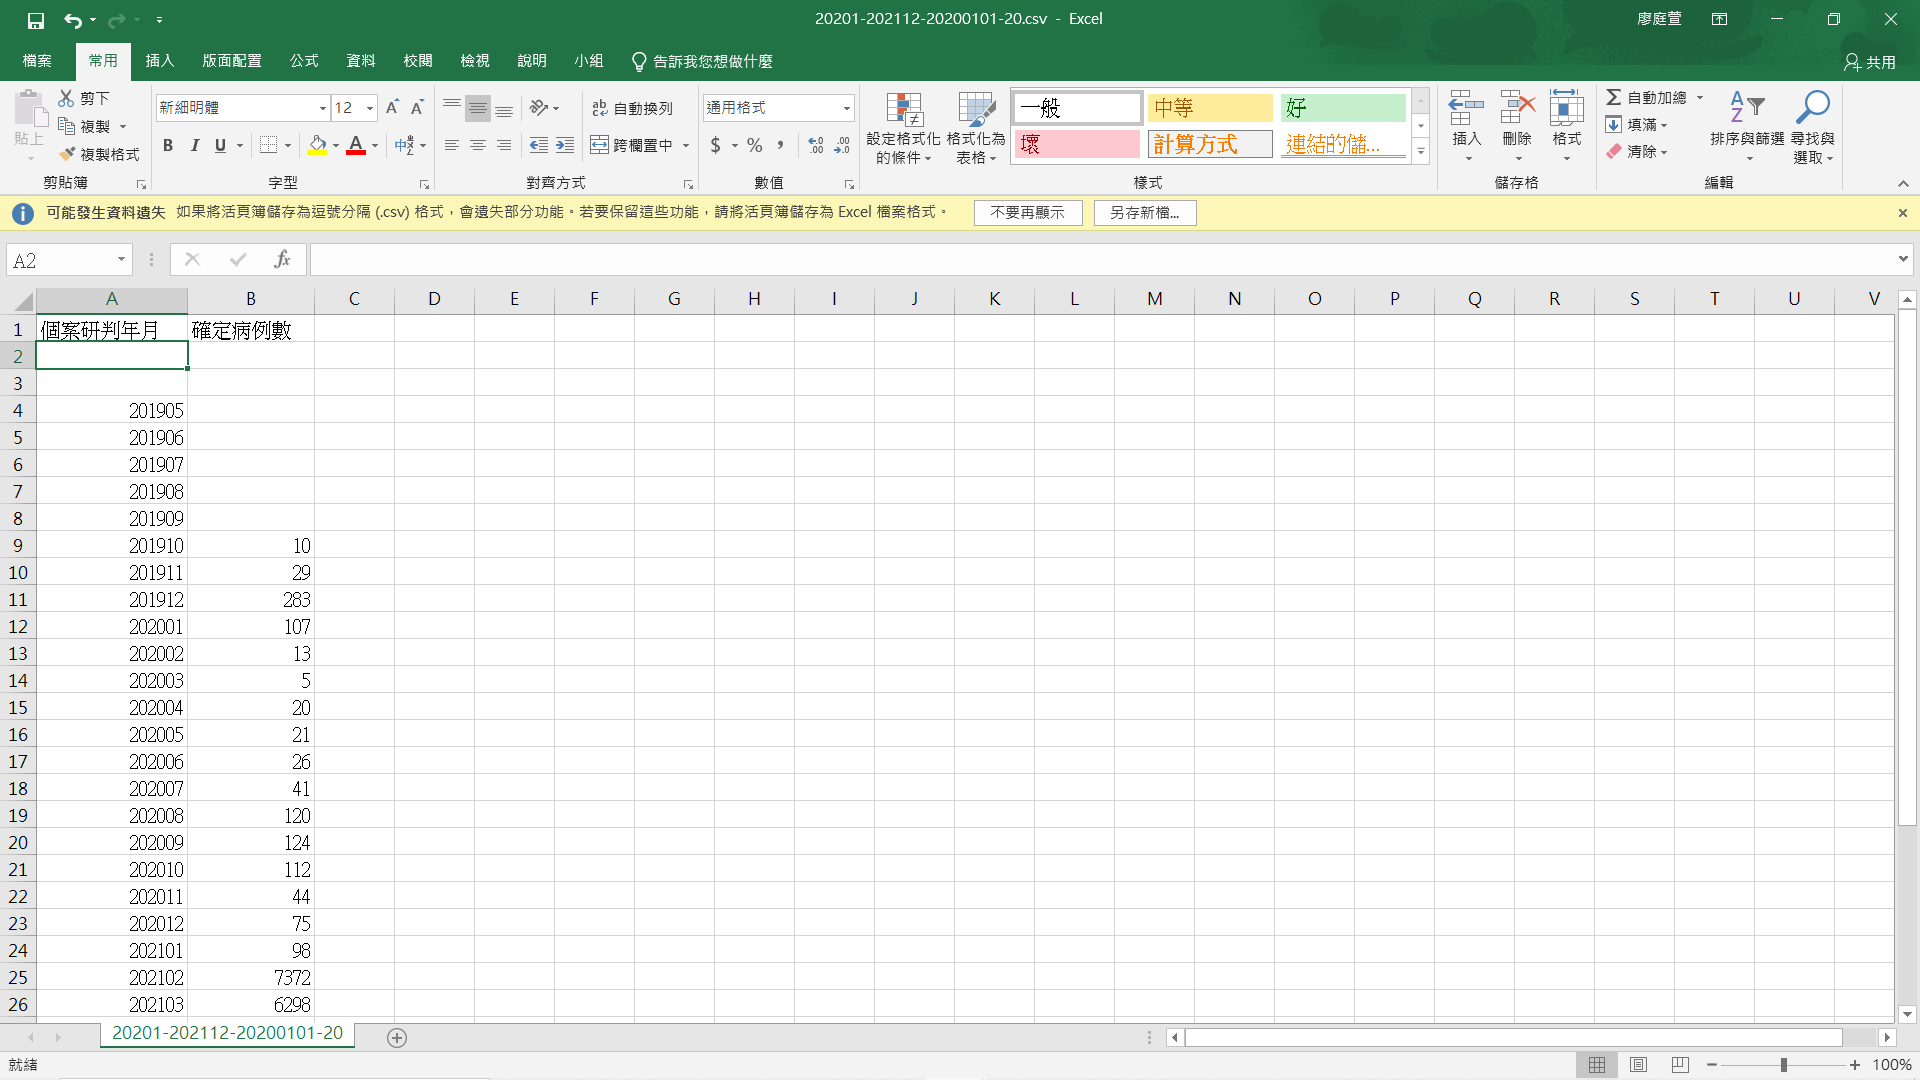 20201-202112-20200101-20.csv - Excel
廖庭萱
檔案 常用 插入 版面配置 公式 資料 校閱 檢視 說明 小組 告訴我您想做什麼
共用
貼上
剪下
複製
複製格式
剪貼簿
新細明體 12
B I U
字型
自動換列
跨欄置中
對齊方式
通用格式
$ % ,
數值
設定格式化的條件
格式化為表格
一般 中等 好
壞 計算方式 連結的儲...
樣式
插入 刪除 格式
儲存格
自動加總
填滿
清除
排序與篩選
尋找與選取
編輯
可能發生資料遺失 如果將活頁簿儲存為逗號分隔 (.csv) 格式，會遺失部分功能。若要保留這些功能，請將活頁簿儲存為 Excel 檔案格式。 不要再顯示 另存新檔...
A2 fx
A B C D E F G H I J K L M N O P Q R S T U V
1 個案研判年月 確定病例數
2
3
4 201905
5 201906
6 201907
7 201908
8 201909
9 201910 10
10 201911 29
11 201912 283
12 202001 107
13 202002 13
14 202003 5
15 202004 20
16 202005 21
17 202006 26
18 202007 41
19 202008 120
20 202009 124
21 202010 112
22 202011 44
23 202012 75
24 202101 98
25 202102 7372
26 202103 6298
20201-202112-20200101-20
就緒
100%